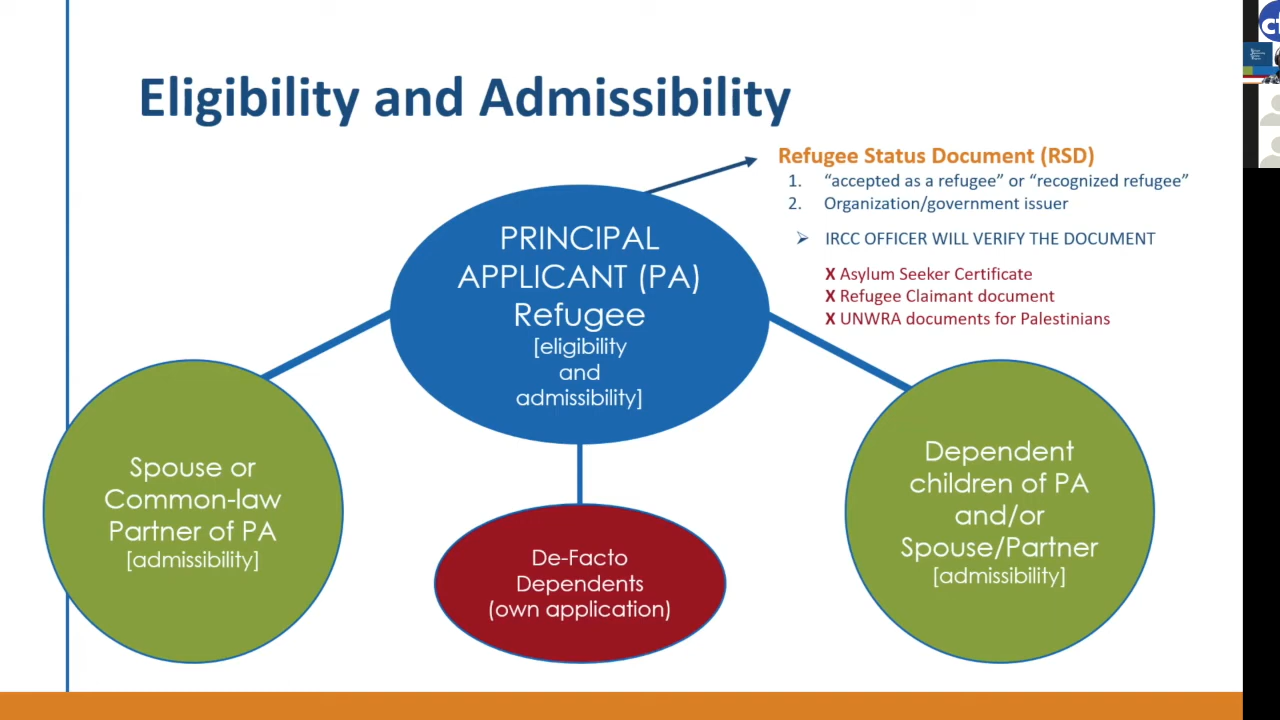 Eligibility and Admissibility
Refugee Status Document (RSD)
1. “accepted as a refugee” or “recognized refugee”
2. Organization/government issuer
➢ IRCC OFFICER WILL VERIFY THE DOCUMENT
X Asylum Seeker Certificate
X Refugee Claimant document
X UNWRA documents for Palestinians
PRINCIPAL
APPLICANT (PA)
Refugee
[eligibility
and
admissibility]
Spouse or
Common-law
Partner of PA
[admissibility]
De-Facto
Dependents
(own application)
Dependent
children of PA
and/or
Spouse/Partner
[admissibility]